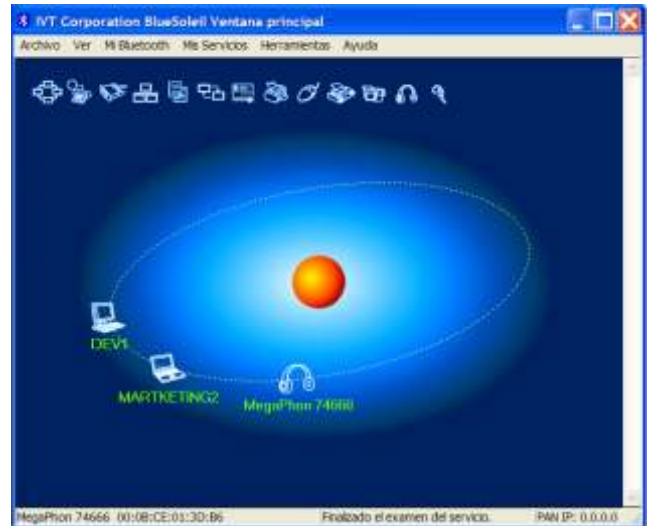 IVT Corporation BlueSoleil Ventana principal
Archivo Ver Mi Bluetooth Mis Servicios Herramientas Ayuda
DEV1
MARTKETING2
MegaPhon 74666
MegaPhon 74666 00:0B:CE:01:3D:B6 Finalizado el examen del servicio. PAN IP: 0.0.0.0